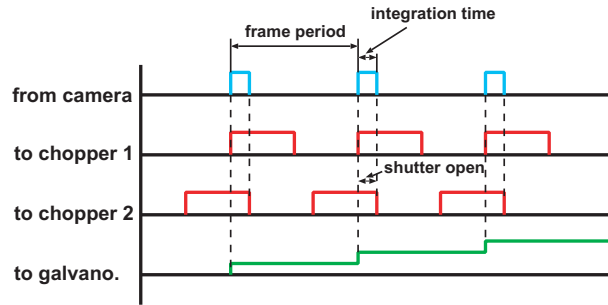 integration time
frame period
from camera
to chopper 1
shutter open
to chopper 2
to galvano.